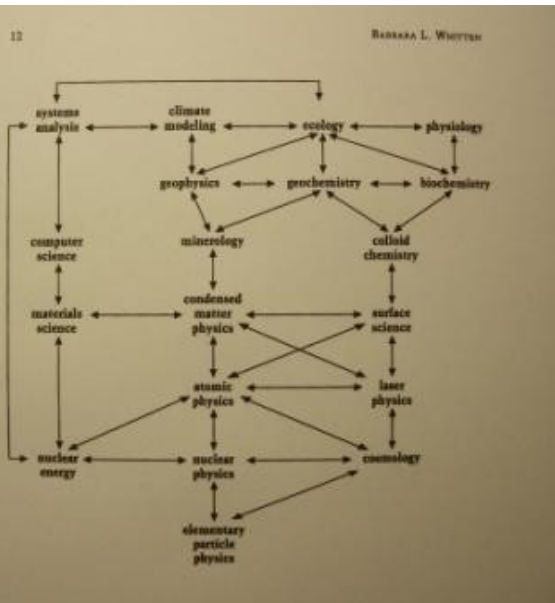 12
BARBARA L. WHITTEN
systems
analysis
climate
modeling
ecology
physiology
geophysics
geochemistry
biochemistry
computer
science
minerology
colloid
chemistry
materials
science
condensed
matter
physics
surface
science
atomic
physics
laser
physics
nuclear
energy
nuclear
physics
cosmology
elementary
particle
physics